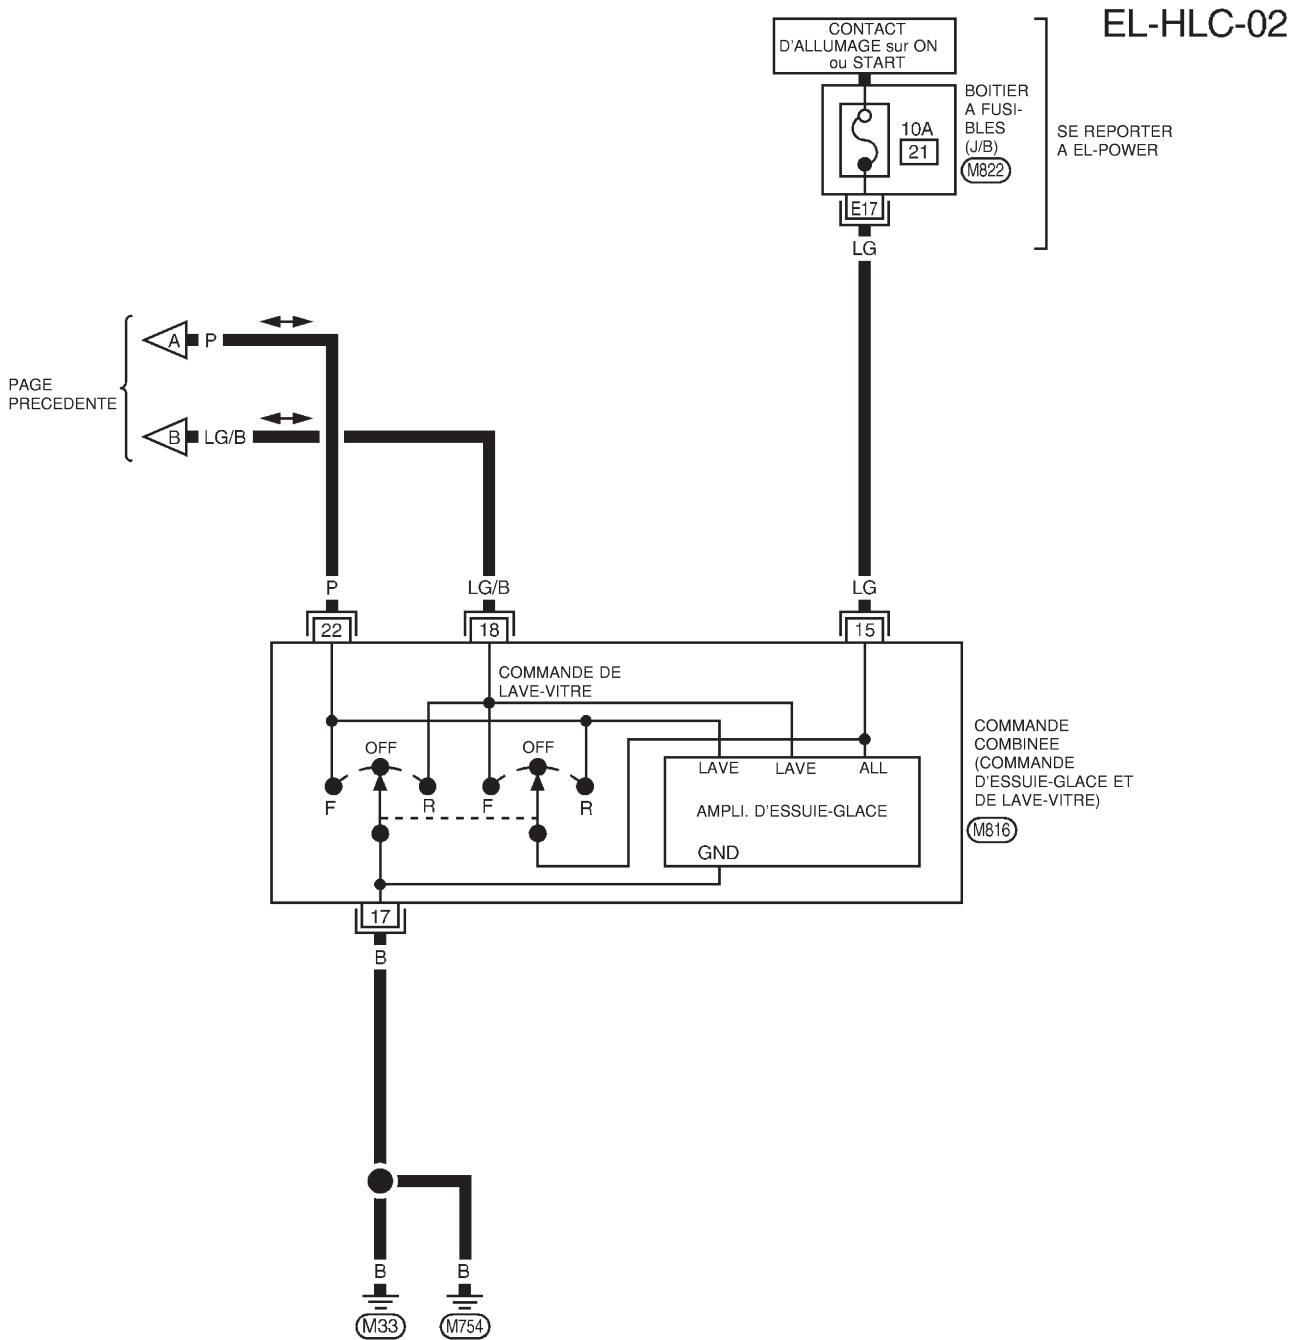 EL-HLC-02
CONTACT
D'ALLUMAGE sur ON
ou START
BOITIER
A FUSI-
BLES
(J/B)
M822
10A
21
E17
LG
SE REPORTER
A EL-POWER
PAGE
PRECEDENTE
A
P
B
LG/B
P
LG/B
LG
22
18
15
COMMANDE DE
LAVE-VITRE
OFF
OFF
F
R
F
R
LAVE
LAVE
ALL
AMPLI. D'ESSUIE-GLACE
GND
COMMANDE
COMBINEE
(COMMANDE
D'ESSUIE-GLACE ET
DE LAVE-VITRE)
M816
17
B
B
B
M33
M754